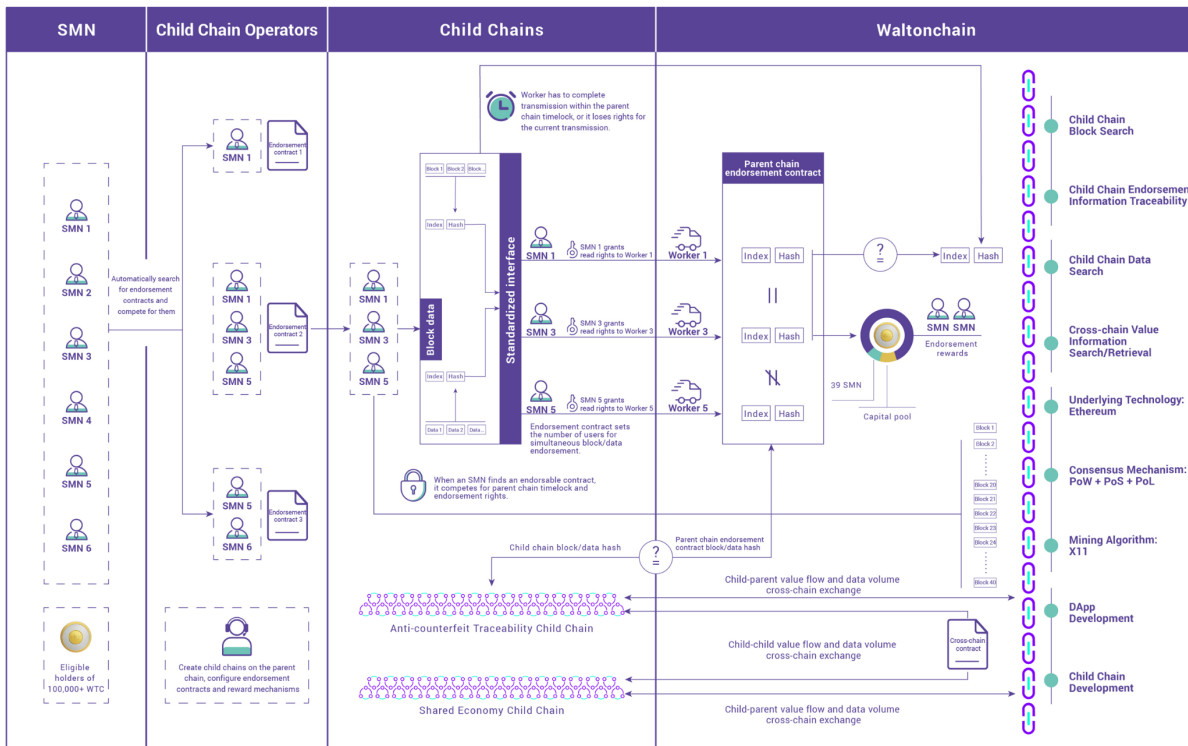 SMN
Child Chain Operators
Child Chains
Waltonchain
SMN 1
SMN 2
SMN 3
SMN 4
SMN 5
SMN 6
Eligible
holders of
100,000+ WTC
Automatically search
for endorsement
contracts and
compete for them
SMN 1
Endorsement
contract 1
SMN 1
SMN 3
SMN 5
Endorsement
contract 2
SMN 5
SMN 6
Endorsement
contract 3
Create child chains on the parent
chain, configure endorsement
contracts and reward mechanisms
SMN 1
SMN 3
SMN 5
Worker has to complete
transmission within the parent
chain timelock, or it loses rights for
the current transmission.
Block 1 Block 2 Block...
Index Hash
Block data
Index Hash
Data 1 Data 2 Data...
Standardized interface
SMN 1
SMN 1 grants
read rights to Worker 1
SMN 3
SMN 3 grants
read rights to Worker 3
SMN 5
SMN 5 grants
read rights to Worker 5
Endorsement contract sets
the number of users for
simultaneous block/data
endorsement.
When an SMN finds an endorsable contract,
it competes for parent chain timelock and
endorsement rights.
Worker 1
Worker 3
Worker 5
Parent chain
endorsement contract
Index Hash
||
Index Hash
Index Hash
?
=
Index Hash
SMN SMN
Endorsement
rewards
39 SMN
Capital pool
Block 1
Block 2
Block 20
Block 21
Block 22
Block 23
Block 24
Block 40
Child chain block/data hash
?
=
Parent chain endorsement
contract block/data hash
Anti-counterfeit Traceability Child Chain
Shared Economy Child Chain
Child-parent value flow and data volume
cross-chain exchange
Child-child value flow and data volume
cross-chain exchange
Cross-chain
contract
Child-parent value flow and data volume
cross-chain exchange
Child Chain
Block Search
Child Chain Endorsement
Information Traceability
Child Chain Data
Search
Cross-chain Value
Information
Search/Retrieval
Underlying Technology:
Ethereum
Consensus Mechanism:
PoW + PoS + PoL
Mining Algorithm:
X11
DApp
Development
Child Chain
Development